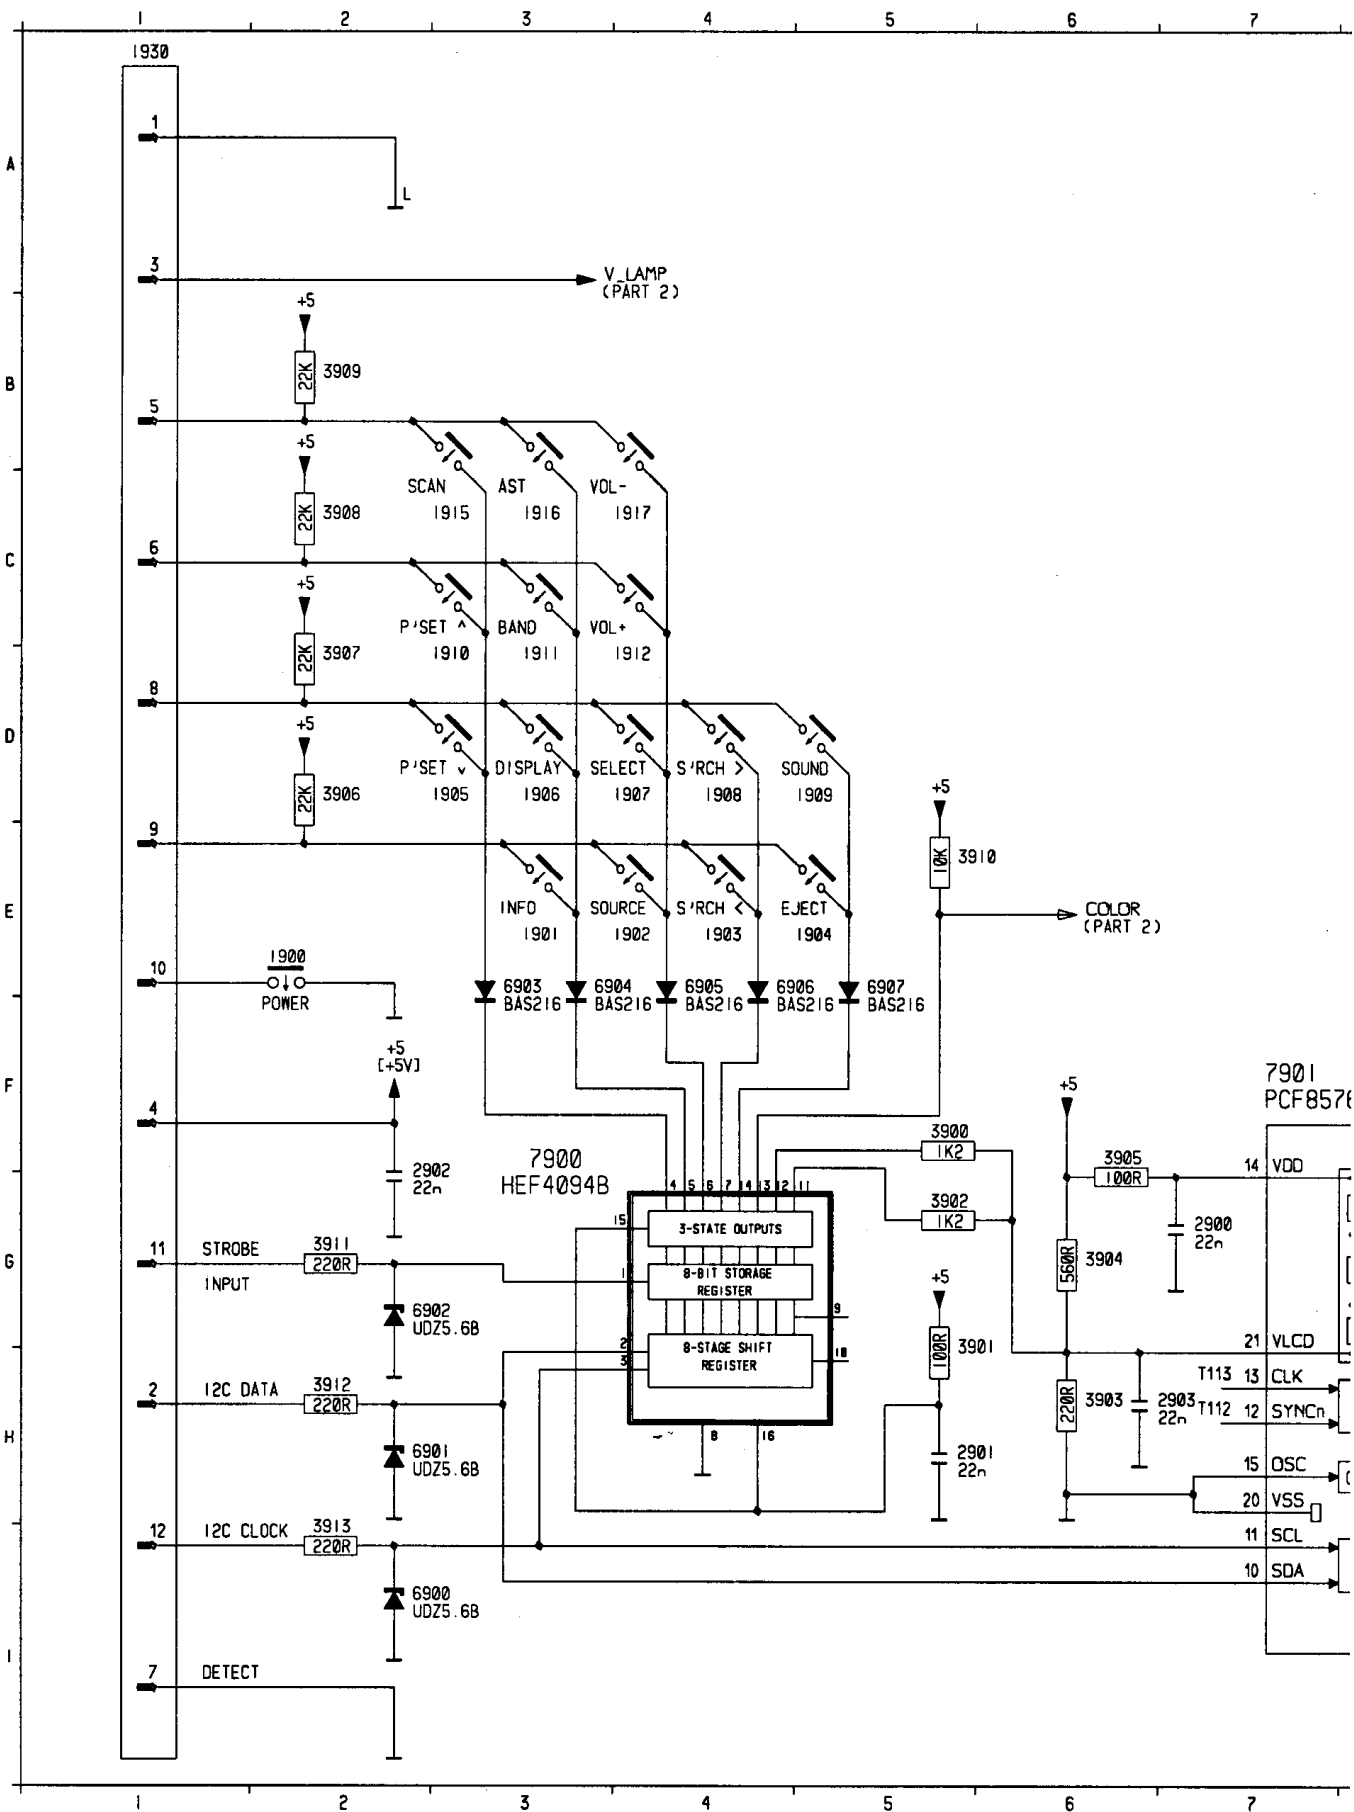 1 2 3 4 5 6 7
1930
1
A
L
3
V_LAMP
(PART 2)
+5
22K 3909
B
5
+5
SCAN AST VOL-
22K 3908
1915 1916 1917
6
C
+5
P'SET ^ BAND VOL+
22K 3907
1910 1911 1912
8
D
+5
P'SET v DISPLAY SELECT S'RCH > SOUND
22K 3906
1905 1906 1907 1908 1909
+5
9
10K 3910
E
INFO SOURCE S'RCH < EJECT
COLOR
(PART 2)
1901 1902 1903 1904
10
1900
POWER
6903 6904 6905 6906 6907
BAS216 BAS216 BAS216 BAS216 BAS216
+5
[+5V]
F
+5
7901
PCF8576
4
3900
1K2
7900
HEF4094B
2902
22n
3905
100R
14 VDD
4 5 6 7 14 13 12 11
3902
1K2
15
3-STATE OUTPUTS
2900
22n
11 STROBE
INPUT
3911
220R
G
560R 3904
1
8-BIT STORAGE
REGISTER
+5
6902
UDZ5.6B
9
100R 3901
2
3
8-STAGE SHIFT
REGISTER
10
21 VLCD
T113 13 CLK
T112 12 SYNCn
2 I2C DATA
3912
220R
220R 3903
2903
22n
H
8 16
6901
UDZ5.6B
2901
22n
15 OSC
20 VSS
12 I2C CLOCK
3913
220R
11 SCL
10 SDA
6900
UDZ5.6B
I
7 DETECT
1 2 3 4 5 6 7